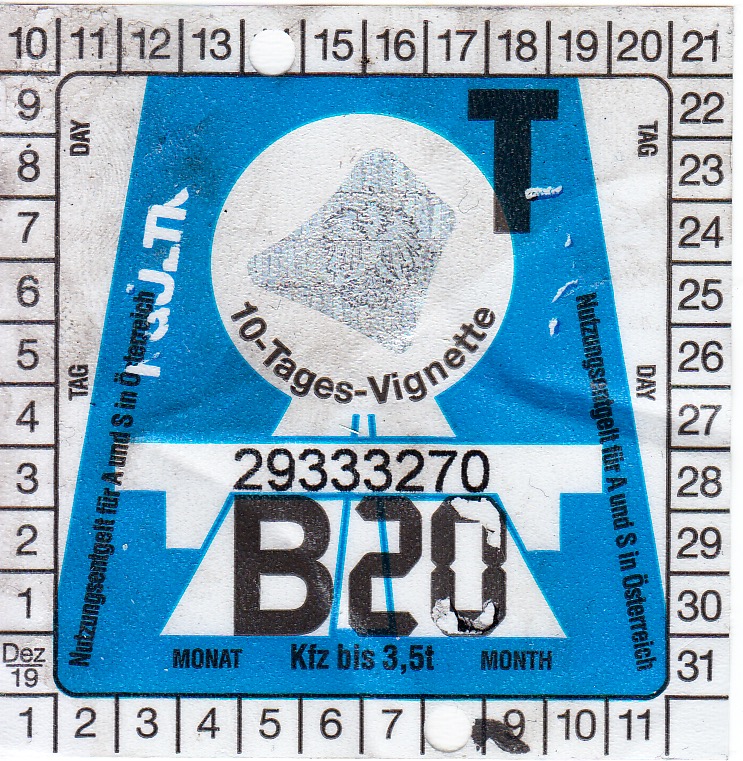 10 11 12 13 15 16 17 18 19 20 21
9 22
8 23
7 24
6 25
5 26
4 27
3 28
2 29
1 30
Dez 19 31
1 2 3 4 5 6 7 9 10 11
DAY
TAG
T
10-Tages-Vignette
TAG
DAY
Nutzungsentgelt für A und S in Österreich
Nutzungsentgelt für A und S in Österreich
29333270
B20
MONAT Kfz bis 3,5t MONTH